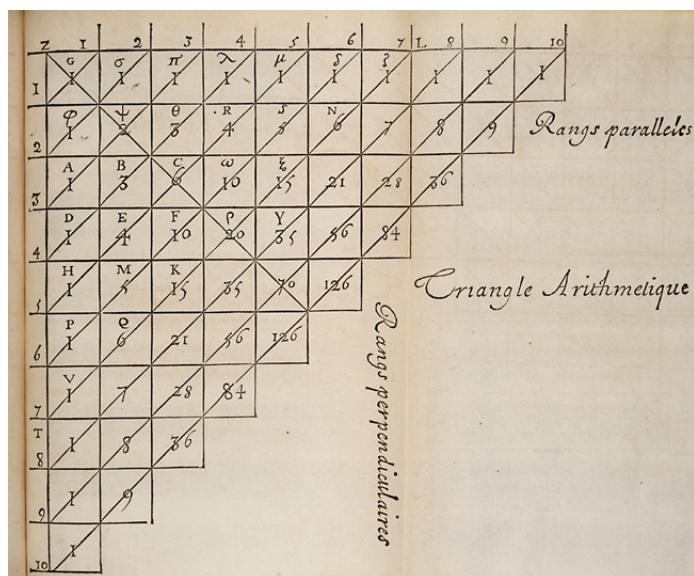 Z 1 2 3 4 5 6 7 L 8 9 10
G σ π λ μ δ ζ
1 1 1 1 1 1 1 1 1 1 1
φ ψ θ R S N
2 1 2 3 4 5 6 7 8 9 Rangs paralleles
A B C ω ξ
3 1 3 6 10 15 21 28 36
D E F ρ Y
4 1 4 10 20 35 56 84
H M K
5 1 5 15 35 70 126 Triangle Arithmetique
P Q
6 1 6 21 56 126
Rangs perpendiculaires
V
7 1 7 28 84
T
8 1 8 36
9 1 9
10 1